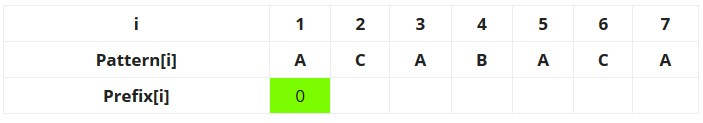 i 1 2 3 4 5 6 7
Pattern[i] A C A B A C A
Prefix[i] 0